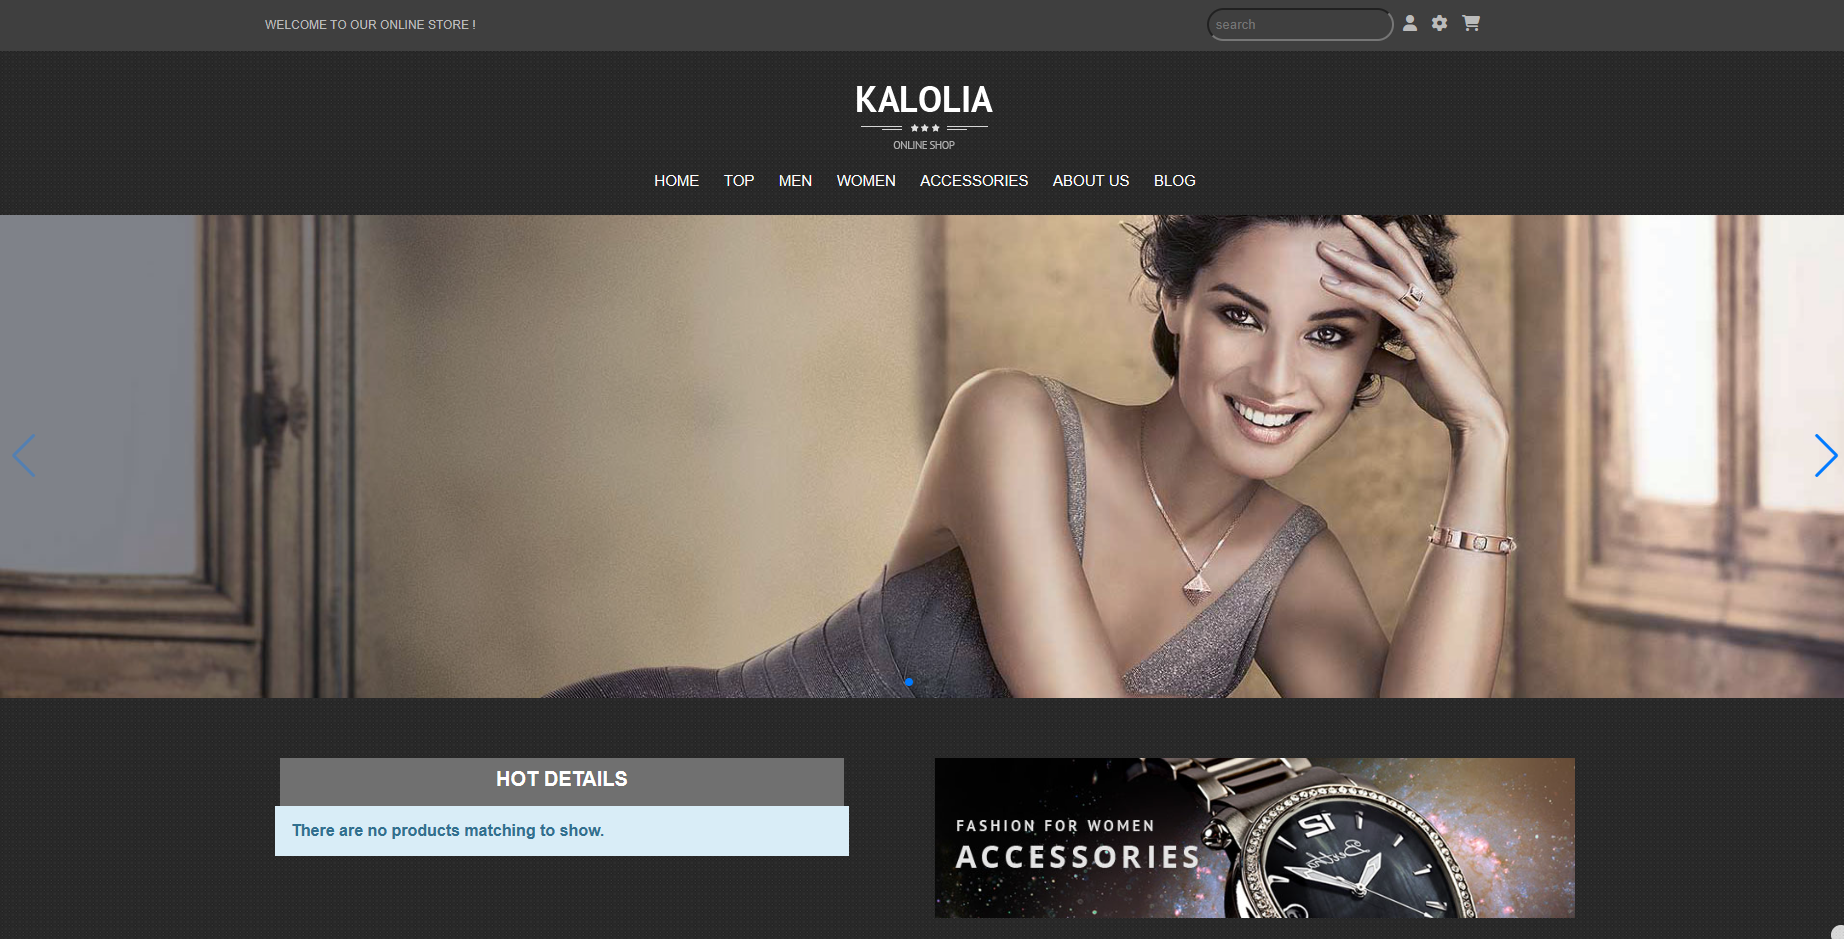 WELCOME TO OUR ONLINE STORE !
search
KALOLIA
ONLINE SHOP
HOME TOP MEN WOMEN ACCESSORIES ABOUT US BLOG
HOT DETAILS
There are no products matching to show.
FASHION FOR WOMEN
ACCESSORIES
12